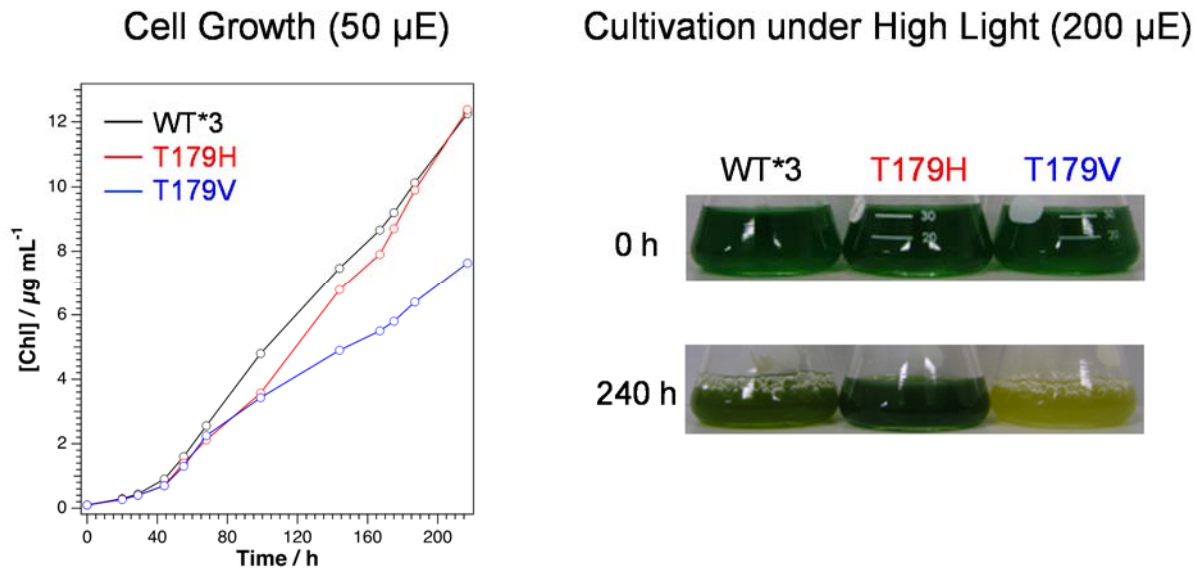 Cell Growth (50 µE)
Cultivation under High Light (200 µE)
WT*3
T179H
T179V
[Chl] / µg mL⁻¹
12
10
8
6
4
2
0
0
40
80
120
160
200
Time / h
WT*3
T179H
T179V
0 h
30
20
30
240 h